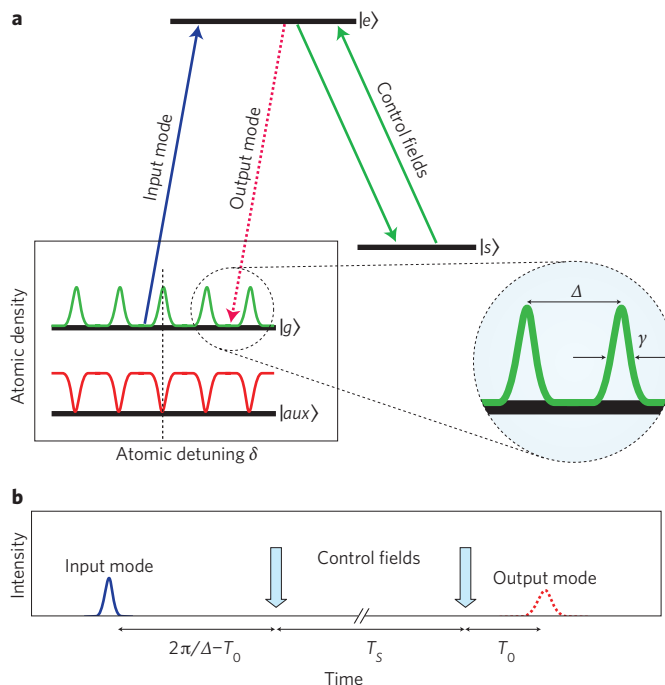 a
|e⟩
Input mode
Output mode
Control fields
|s⟩
Atomic density
|g⟩
|aux⟩
Atomic detuning δ
Δ
γ
b
Intensity
Input mode
Control fields
Output mode
2π/Δ−T₀
Tₛ
T₀
Time